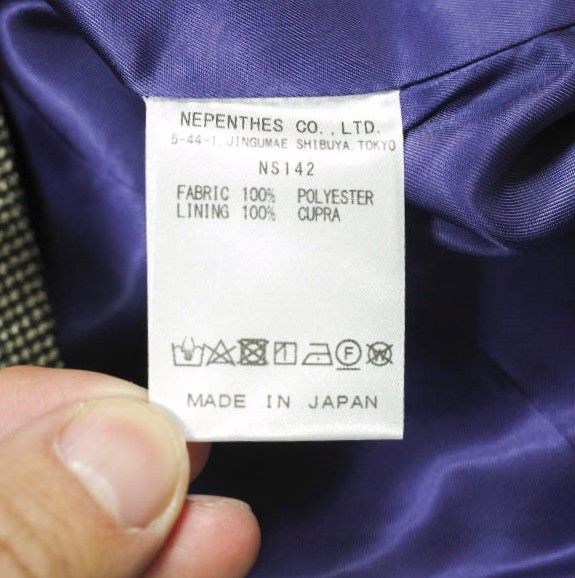 NEPENTHES CO.,LTD.
5-44-1,JINGUMAE SHIBUYA,TOKYO
NS142
FABRIC 100% POLYESTER
LINING 100% CUPRA
F W
MADE IN JAPAN